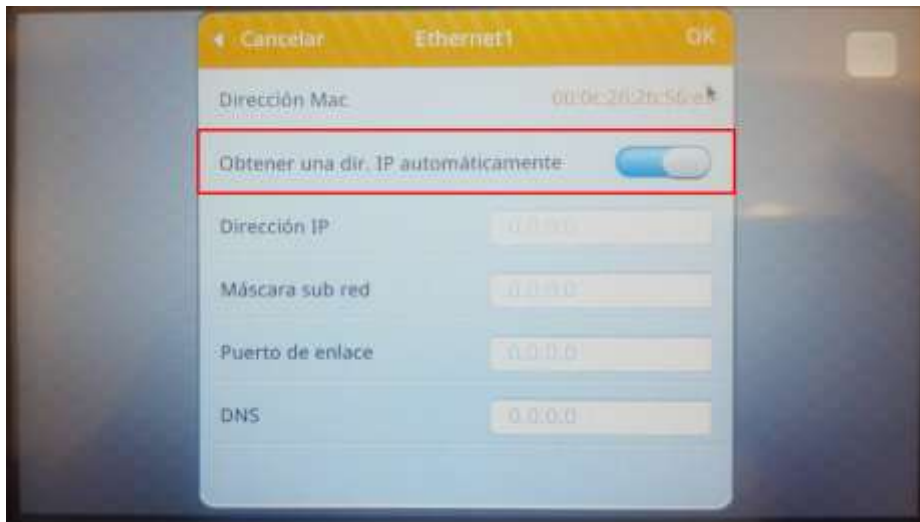 Cancelar Ethernet1 OK
Dirección Mac
Obtener una dir. IP automáticamente
Dirección IP 0.0.0.0
Máscara sub red 0.0.0.0
Puerto de enlace 0.0.0.0
DNS 0.0.0.0